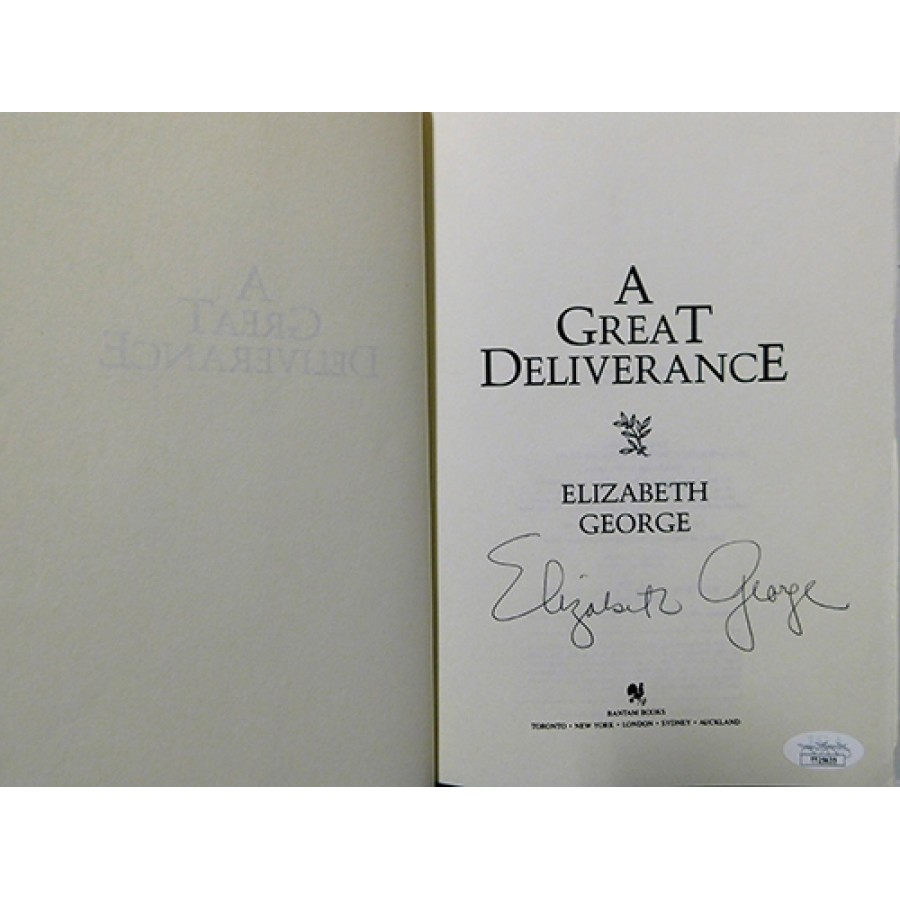 A
GREAT
DELIVERANCE
ELIZABETH
GEORGE
Elizabeth George
BANTAM BOOKS
TORONTO • NEW YORK • LONDON • SYDNEY • AUCKLAND